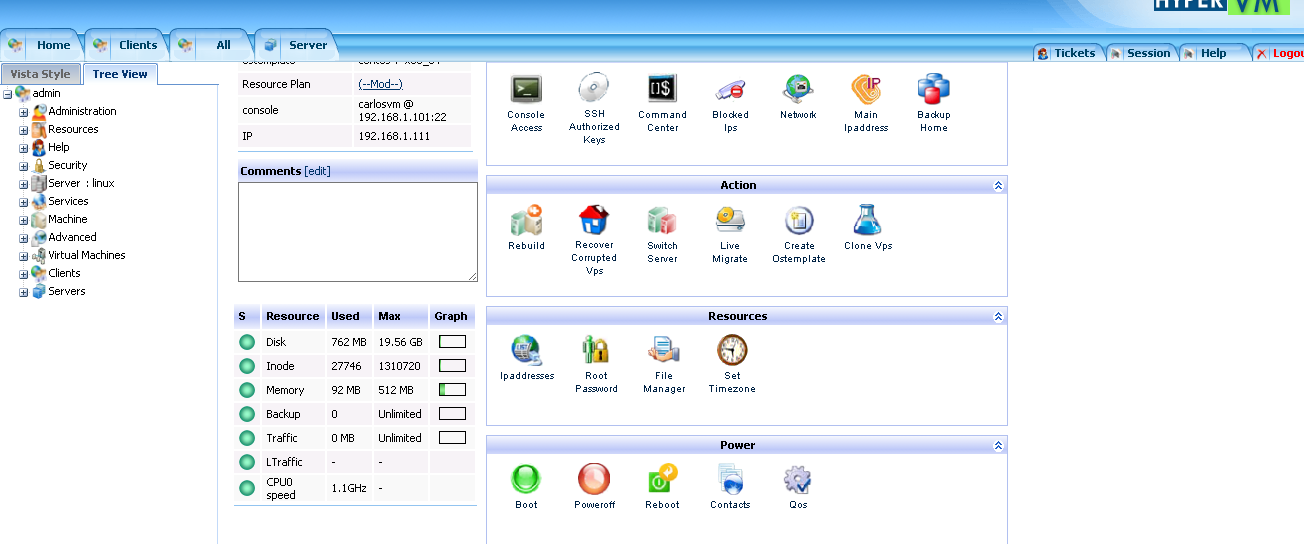 HYPER VM
Home
Clients
All
Server
Tickets
Session
Help
Logou
Vista Style
Tree View
admin
Administration
Resources
Help
Security
Server : linux
Services
Machine
Advanced
Virtual Machines
Clients
Servers
Resource Plan
(--Mod--)
console
carlosvm @
192.168.1.101:22
IP
192.168.1.111
Comments [edit]
S Resource Used Max Graph
Disk 762 MB 19.56 GB
Inode 27746 1310720
Memory 92 MB 512 MB
Backup 0 Unlimited
Traffic 0 MB Unlimited
LTraffic - -
CPU0
speed
1.1GHz -
Console
Access
SSH
Authorized
Keys
Command
Center
Blocked
Ips
Network
IP
Main
Ipaddress
Backup
Home
Action
Rebuild
Recover
Corrupted
Vps
Switch
Server
Live
Migrate
Create
Ostemplate
Clone Vps
Resources
Ipaddresses
Root
Password
File
Manager
Set
Timezone
Power
Boot
Poweroff
Reboot
Contacts
Qos